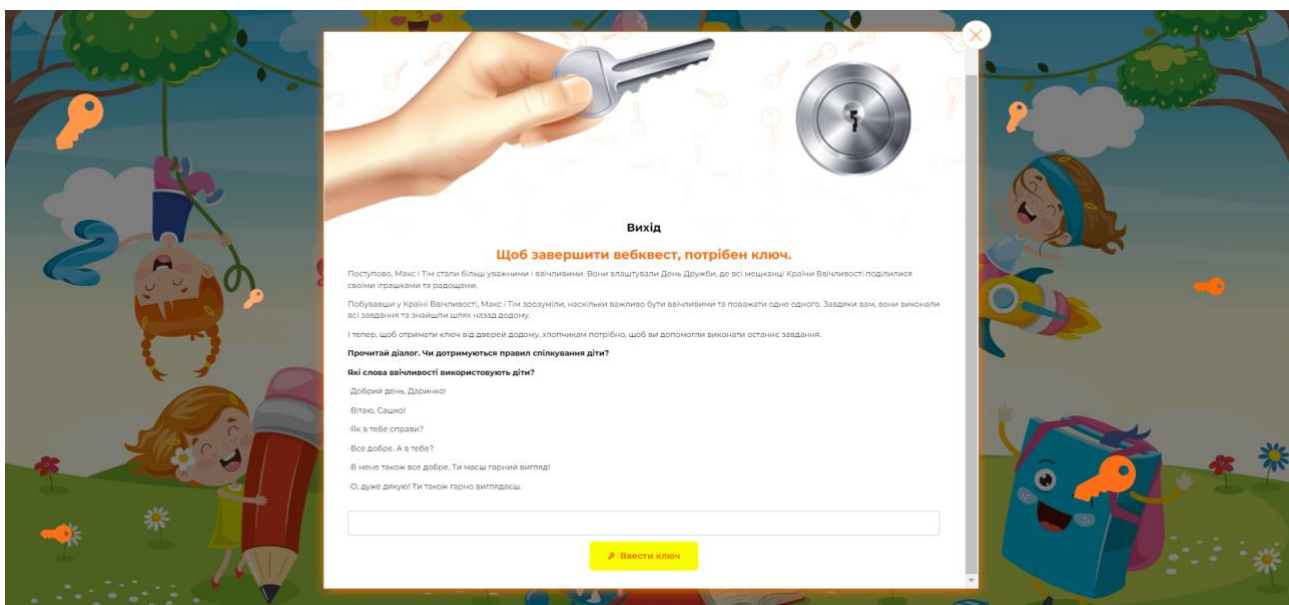 Вихід
Щоб завершити вебквест, потрібен ключ.
Поступово, Макс і Тім стали більш уважними і ввічливими. Вони влаштували День Дружби, де всі мешканці Країни Ввічливості поділилися
своїми іграшками та радощами.
Побувавши у Країні Ввічливості, Макс і Тім зрозуміли, наскільки важливо бути ввічливими та поважати одне одного. Завдяки вам, вони виконали
всі завдання та знайшли шлях назад додому.
І тепер, щоб отримати ключ від дверей додому, хлопчикам потрібно, щоб ви допомогли виконати останнє завдання.
Прочитай діалог. Чи дотримуються правил спілкування діти?
Які слова ввічливості використовують діти?
-Добрий день, Даринко!
-Вітаю, Сашко!
-Як в тебе справи?
-Все добре. А в тебе?
-В мене також все добре. Ти маєш гарний вигляд!
-О, дуже дякую! Ти також гарно виглядаєш.
Ввести ключ